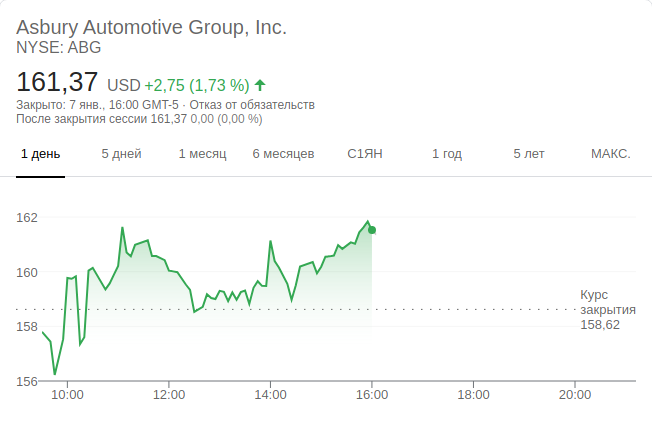 Asbury Automotive Group, Inc.
NYSE: ABG
161,37 USD +2,75 (1,73 %)
Закрыто: 7 янв., 16:00 GMT-5 · Отказ от обязательств
После закрытия сессии 161,37 0,00 (0,00 %)
1 день 5 дней 1 месяц 6 месяцев С1ЯН 1 год 5 лет МАКС.
162
160
Курс
закрытия
158,62
158
156
10:00 12:00 14:00 16:00 18:00 20:00